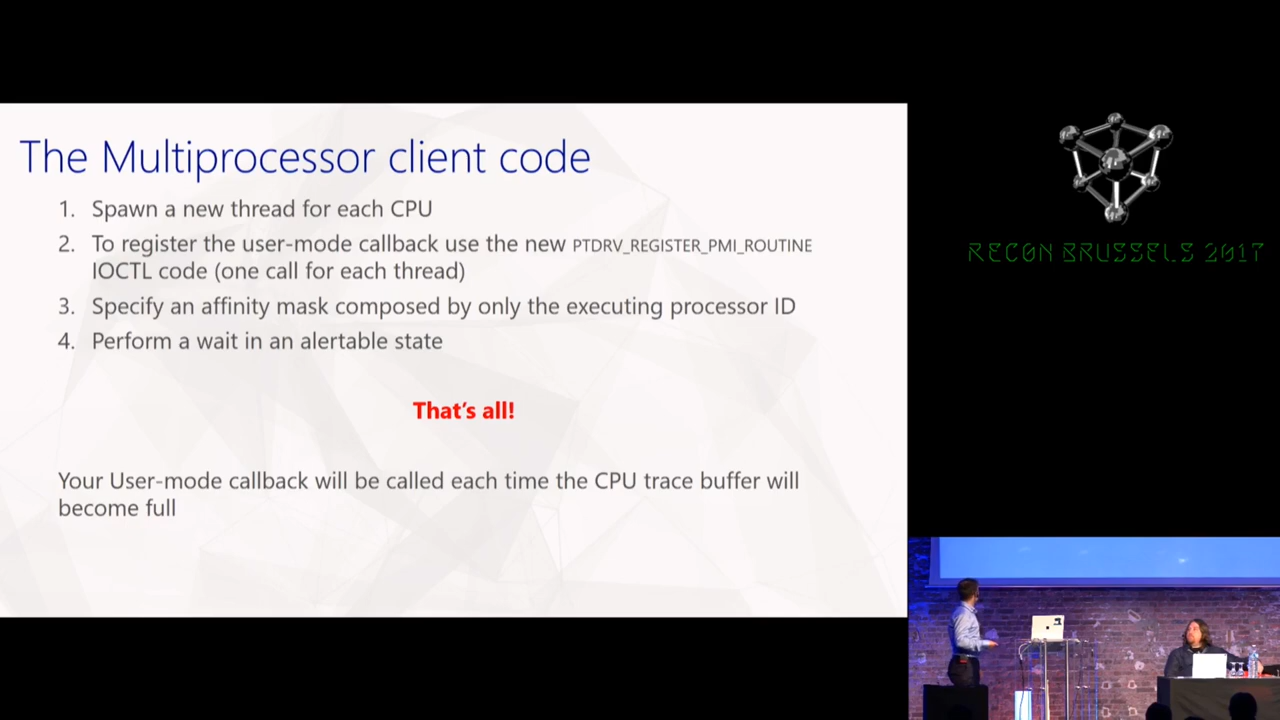 The Multiprocessor client code
1. Spawn a new thread for each CPU
2. To register the user-mode callback use the new PTDRV_REGISTER_PMI_ROUTINE
IOCTL code (one call for each thread)
3. Specify an affinity mask composed by only the executing processor ID
4. Perform a wait in an alertable state
That's all!
Your User-mode callback will be called each time the CPU trace buffer will
become full
RECON BRUSSELS 2017